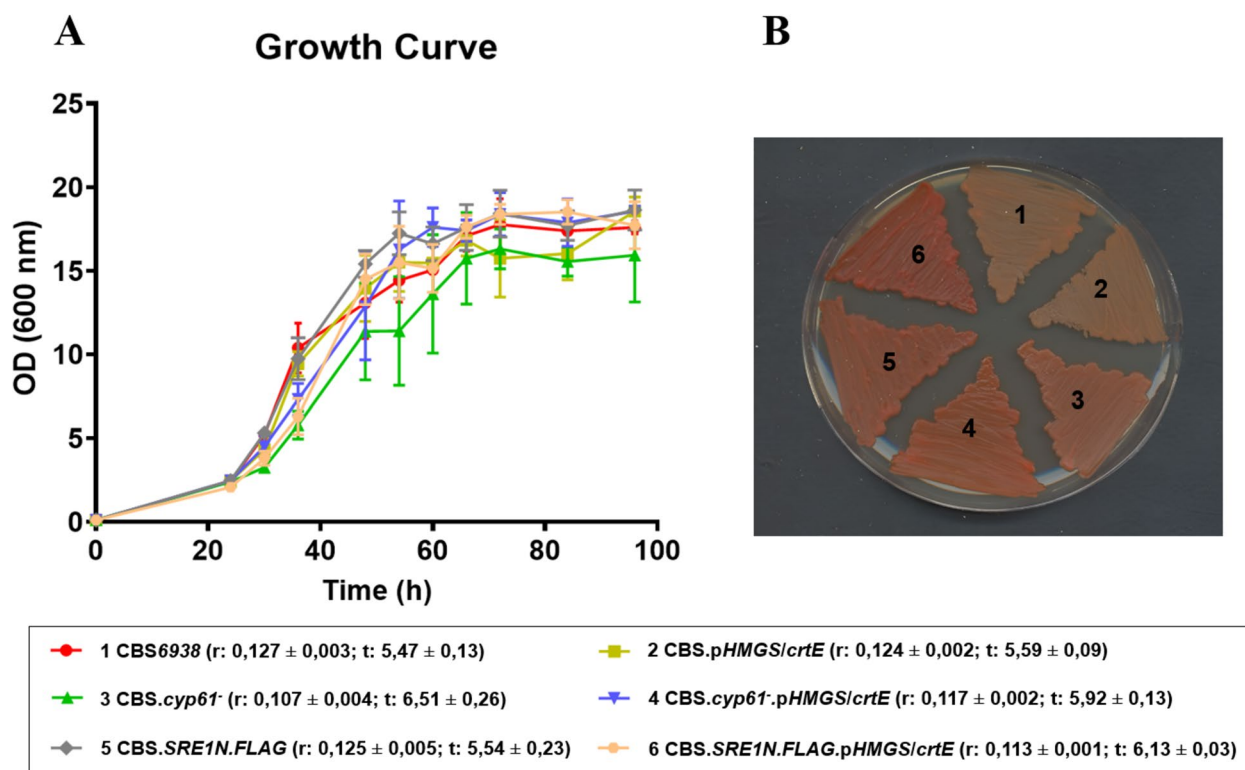 A
Growth Curve
OD (600 nm)
25
20
15
10
5
0
0 20 40 60 80 100
Time (h)
B
1
2
3
4
5
6
1 CBS6938 (r: 0,127 ± 0,003; t: 5,47 ± 0,13)
2 CBS.pHMGS/crtE (r: 0,124 ± 0,002; t: 5,59 ± 0,09)
3 CBS.cyp61⁻ (r: 0,107 ± 0,004; t: 6,51 ± 0,26)
4 CBS.cyp61⁻.pHMGS/crtE (r: 0,117 ± 0,002; t: 5,92 ± 0,13)
5 CBS.SRE1N.FLAG (r: 0,125 ± 0,005; t: 5,54 ± 0,23)
6 CBS.SRE1N.FLAG.pHMGS/crtE (r: 0,113 ± 0,001; t: 6,13 ± 0,03)